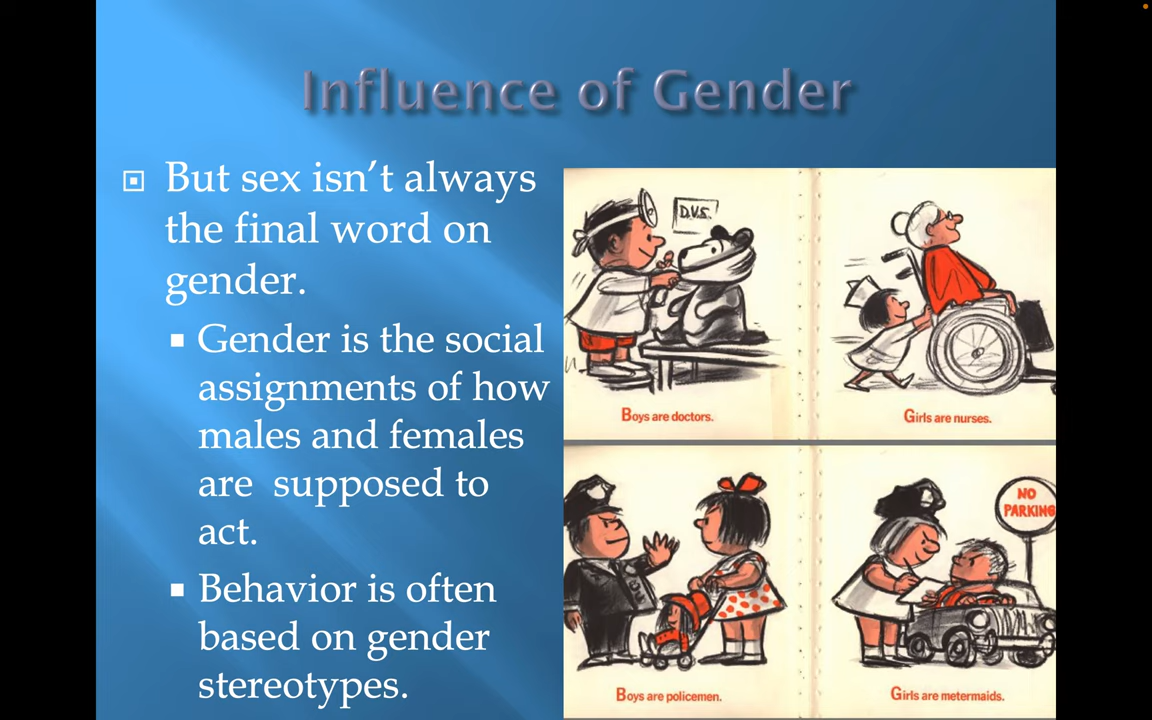 Influence of Gender
But sex isn’t always
the final word on
gender.
Gender is the social
assignments of how
males and females
are supposed to
act.
Behavior is often
based on gender
stereotypes.
D.V.S.
Boys are doctors.
Girls are nurses.
NO
PARKING
Boys are policemen.
Girls are metermaids.